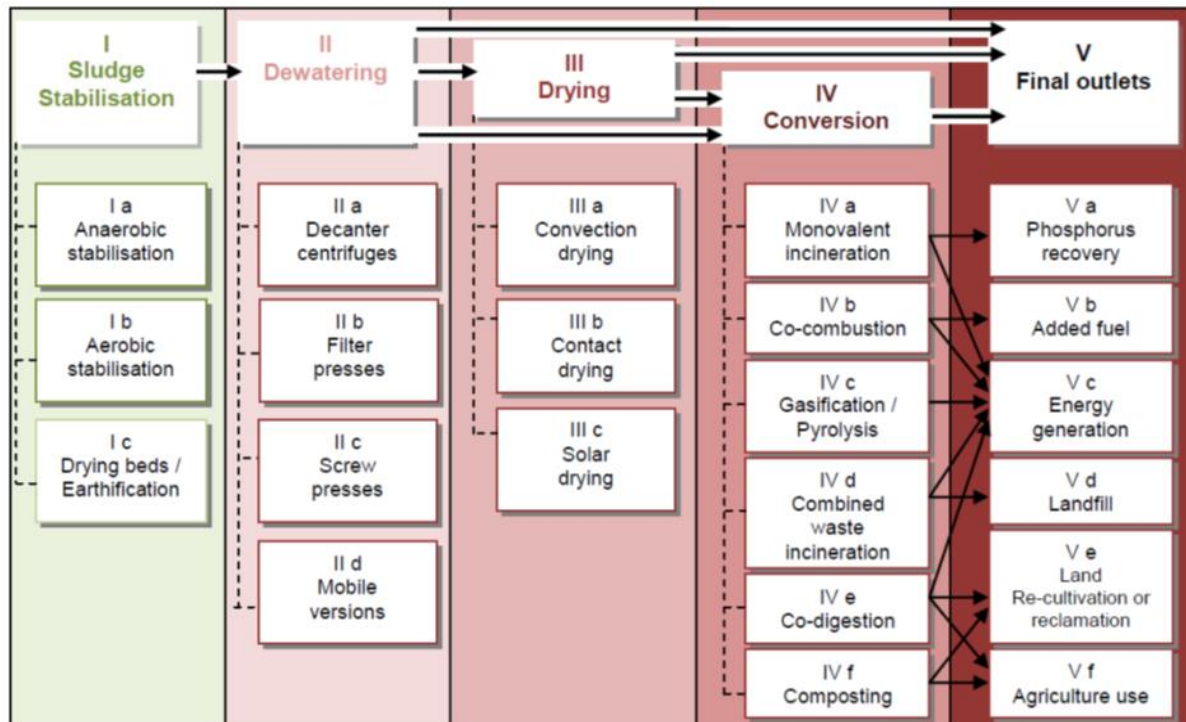 I
Sludge
Stabilisation
II
Dewatering
III
Drying
IV
Conversion
V
Final outlets
I a
Anaerobic
stabilisation
I b
Aerobic
stabilisation
I c
Drying beds /
Earthification
II a
Decanter
centrifuges
II b
Filter
presses
II c
Screw
presses
II d
Mobile
versions
III a
Convection
drying
III b
Contact
drying
III c
Solar
drying
IV a
Monovalent
incineration
IV b
Co-combustion
IV c
Gasification /
Pyrolysis
IV d
Combined
waste
incineration
IV e
Co-digestion
IV f
Composting
V a
Phosphorus
recovery
V b
Added fuel
V c
Energy
generation
V d
Landfill
V e
Land
Re-cultivation or
reclamation
V f
Agriculture use